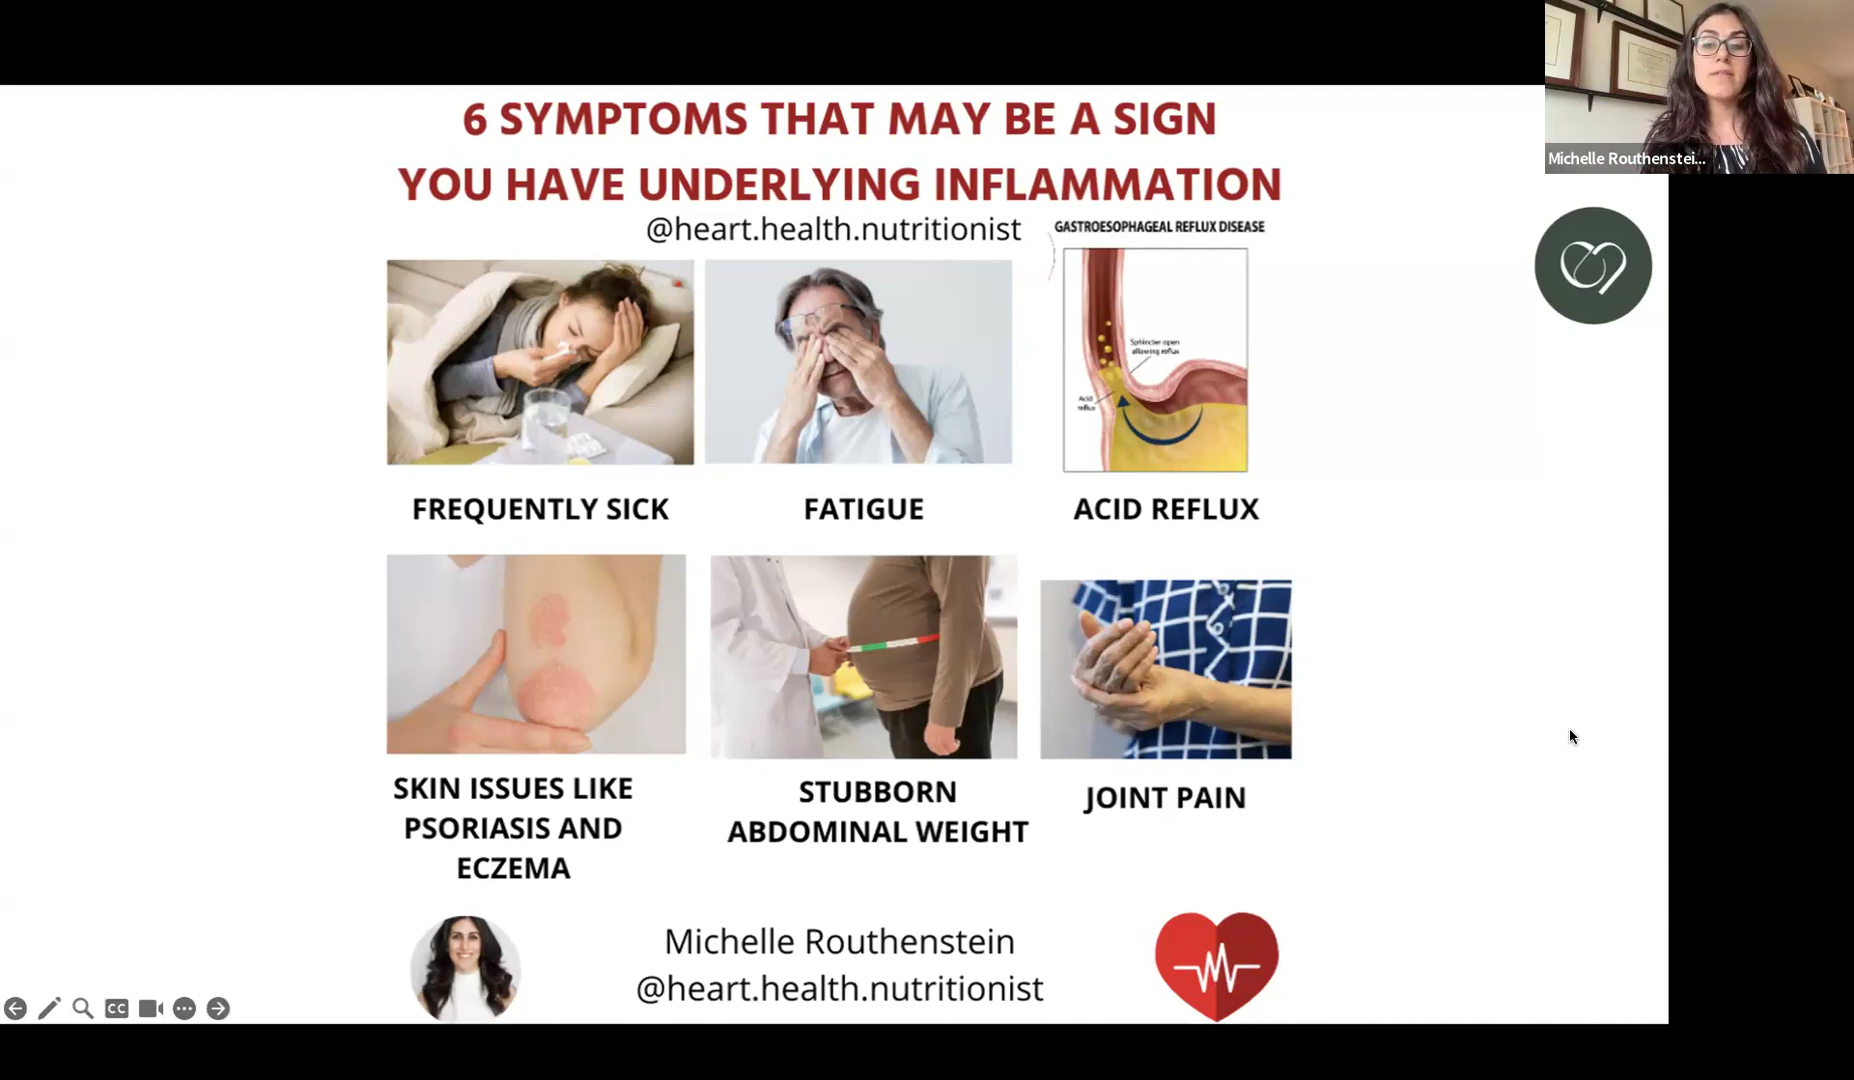 6 SYMPTOMS THAT MAY BE A SIGN
YOU HAVE UNDERLYING INFLAMMATION
@heart.health.nutritionist
GASTROESOPHAGEAL REFLUX DISEASE
Sphincter open
allowing reflux
Acid
reflux
FREQUENTLY SICK
FATIGUE
ACID REFLUX
SKIN ISSUES LIKE
PSORIASIS AND
ECZEMA
STUBBORN
ABDOMINAL WEIGHT
JOINT PAIN
Michelle Routhenstein
@heart.health.nutritionist
Michelle Routhenstei...
CC